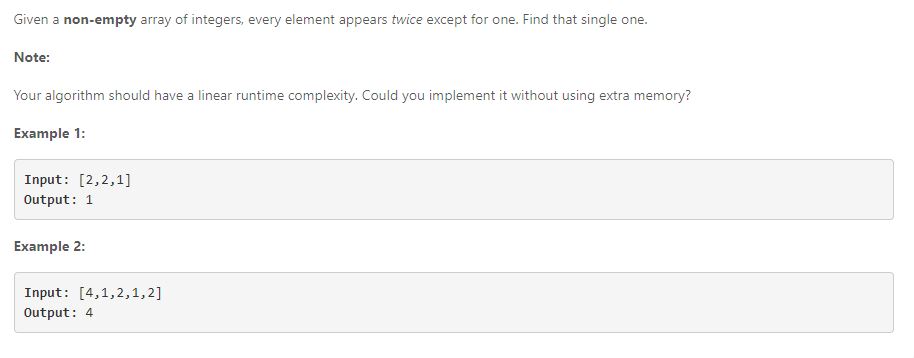 Given a non-empty array of integers, every element appears twice except for one. Find that single one.
Note:
Your algorithm should have a linear runtime complexity. Could you implement it without using extra memory?
Example 1:
Input: [2,2,1]
Output: 1
Example 2:
Input: [4,1,2,1,2]
Output: 4